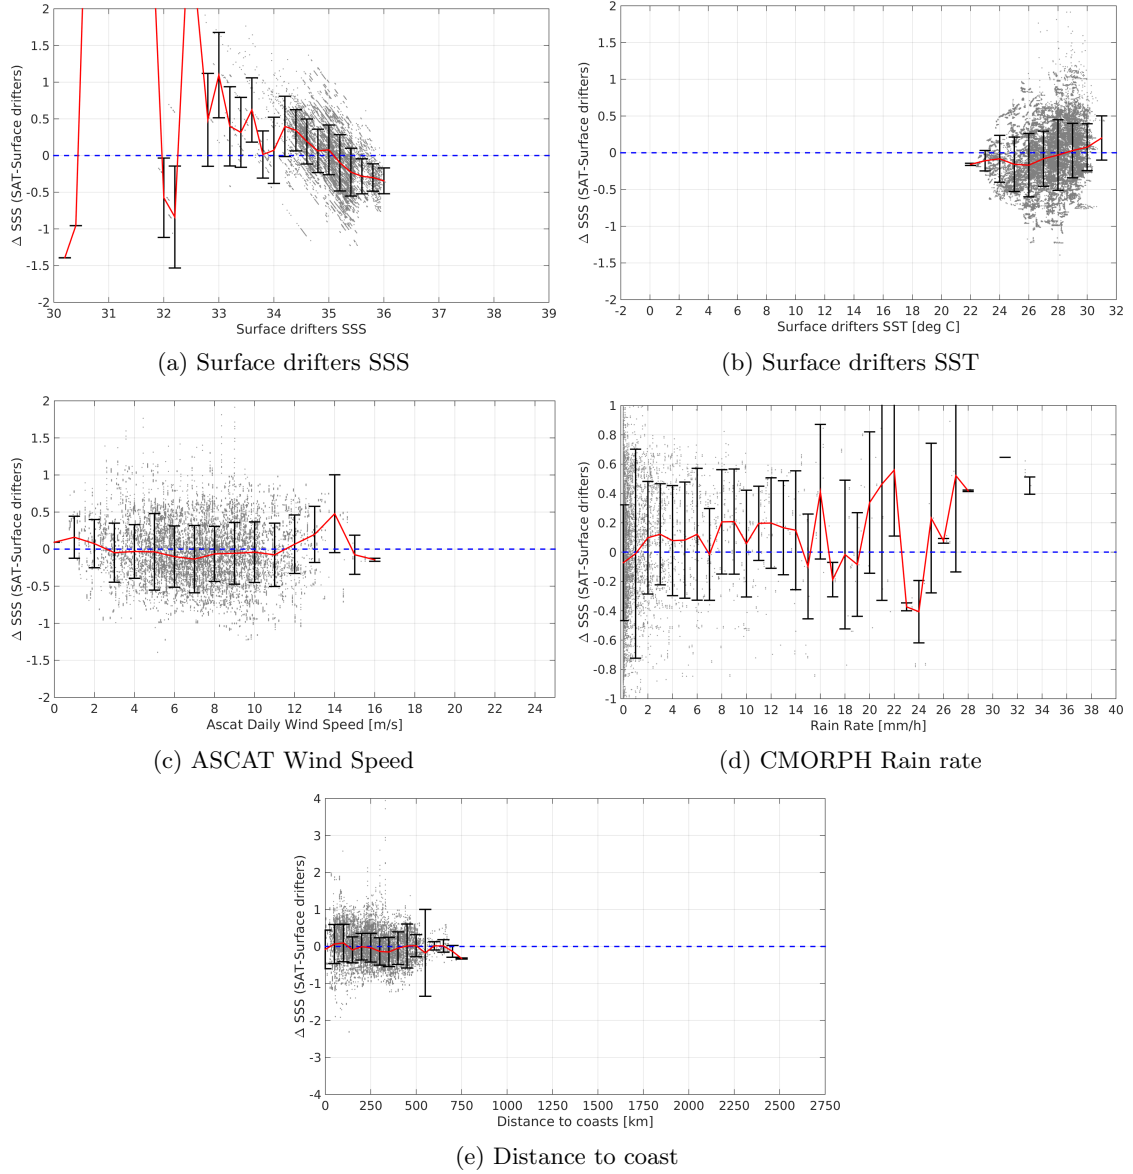 2
1.5
1
0.5
0
-0.5
-1
-1.5
-2
Δ SSS (SAT-Surface drifters)
30 31 32 33 34 35 36 37 38 39
Surface drifters SSS
(a) Surface drifters SSS
2
1.5
1
0.5
0
-0.5
-1
-1.5
-2
Δ SSS (SAT-Surface drifters)
-2 0 2 4 6 8 10 12 14 16 18 20 22 24 26 28 30 32
Surface drifters SST [deg C]
(b) Surface drifters SST
2
1.5
1
0.5
0
-0.5
-1
-1.5
-2
Δ SSS (SAT-Surface drifters)
0 2 4 6 8 10 12 14 16 18 20 22 24
Ascat Daily Wind Speed [m/s]
(c) ASCAT Wind Speed
1
0.8
0.6
0.4
0.2
0
-0.2
-0.4
-0.6
-0.8
-1
Δ SSS (SAT-Surface drifters)
0 2 4 6 8 10 12 14 16 18 20 22 24 26 28 30 32 34 36 38 40
Rain Rate [mm/h]
(d) CMORPH Rain rate
4
3
2
1
0
-1
-2
-3
-4
Δ SSS (SAT-Surface drifters)
0 250 500 750 1000 1250 1500 1750 2000 2250 2500 2750
Distance to coasts [km]
(e) Distance to coast